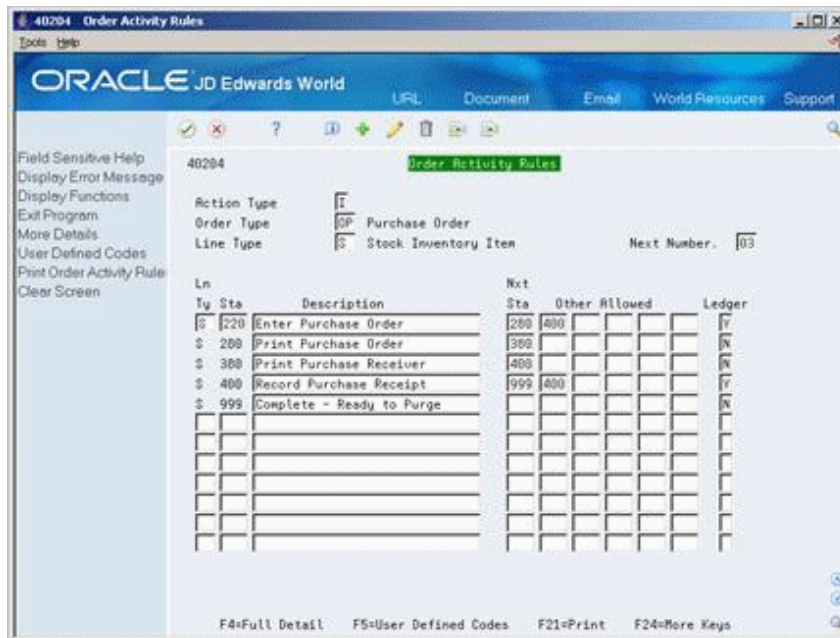 40204 Order Activity Rules
Tools Help
ORACLE JD Edwards World
URL Document Email World Resources Support
Field Sensitive Help
Display Error Message
Display Functions
Exit Program
More Details
User Defined Codes
Print Order Activity Rule
Clear Screen
40204 Order Activity Rules
Action Type I
Order Type OP Purchase Order
Line Type S Stock Inventory Item Next Number. 03
Ln Nxt
Ty Sta Description Sta Other Allowed Ledger
S 220 Enter Purchase Order 280 400 Y
S 280 Print Purchase Order 380 N
S 380 Print Purchase Receiver 400 N
S 400 Record Purchase Receipt 999 400 Y
S 999 Complete - Ready to Purge N
F4=Full Detail F5=User Defined Codes F21=Print F24=More Keys